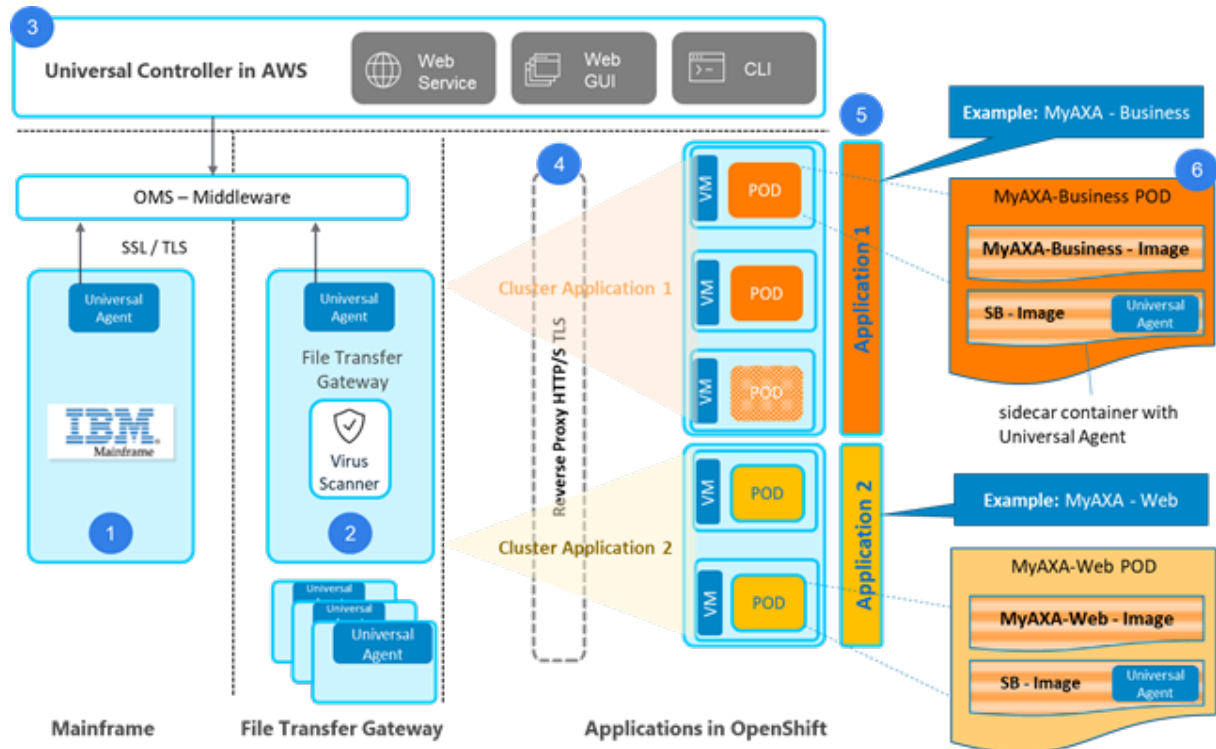 3
Universal Controller in AWS
Web
Service
Web
GUI
CLI
OMS – Middleware
SSL / TLS
Universal
Agent
IBM
Mainframe
1
Universal
Agent
File Transfer
Gateway
Virus
Scanner
2
Universal
Universal
Universal
Agent
4
Reverse Proxy HTTP/S TLS
Cluster Application 1
Cluster Application 2
VM
POD
VM
POD
VM
POD
VM
POD
VM
POD
5
Application 1
Application 2
Example: MyAXA - Business
6
MyAXA-Business POD
MyAXA-Business - Image
SB - Image
Universal
Agent
sidecar container with
Universal Agent
Example: MyAXA - Web
MyAXA-Web POD
MyAXA-Web - Image
SB - Image
Universal
Agent
Mainframe
File Transfer Gateway
Applications in OpenShift